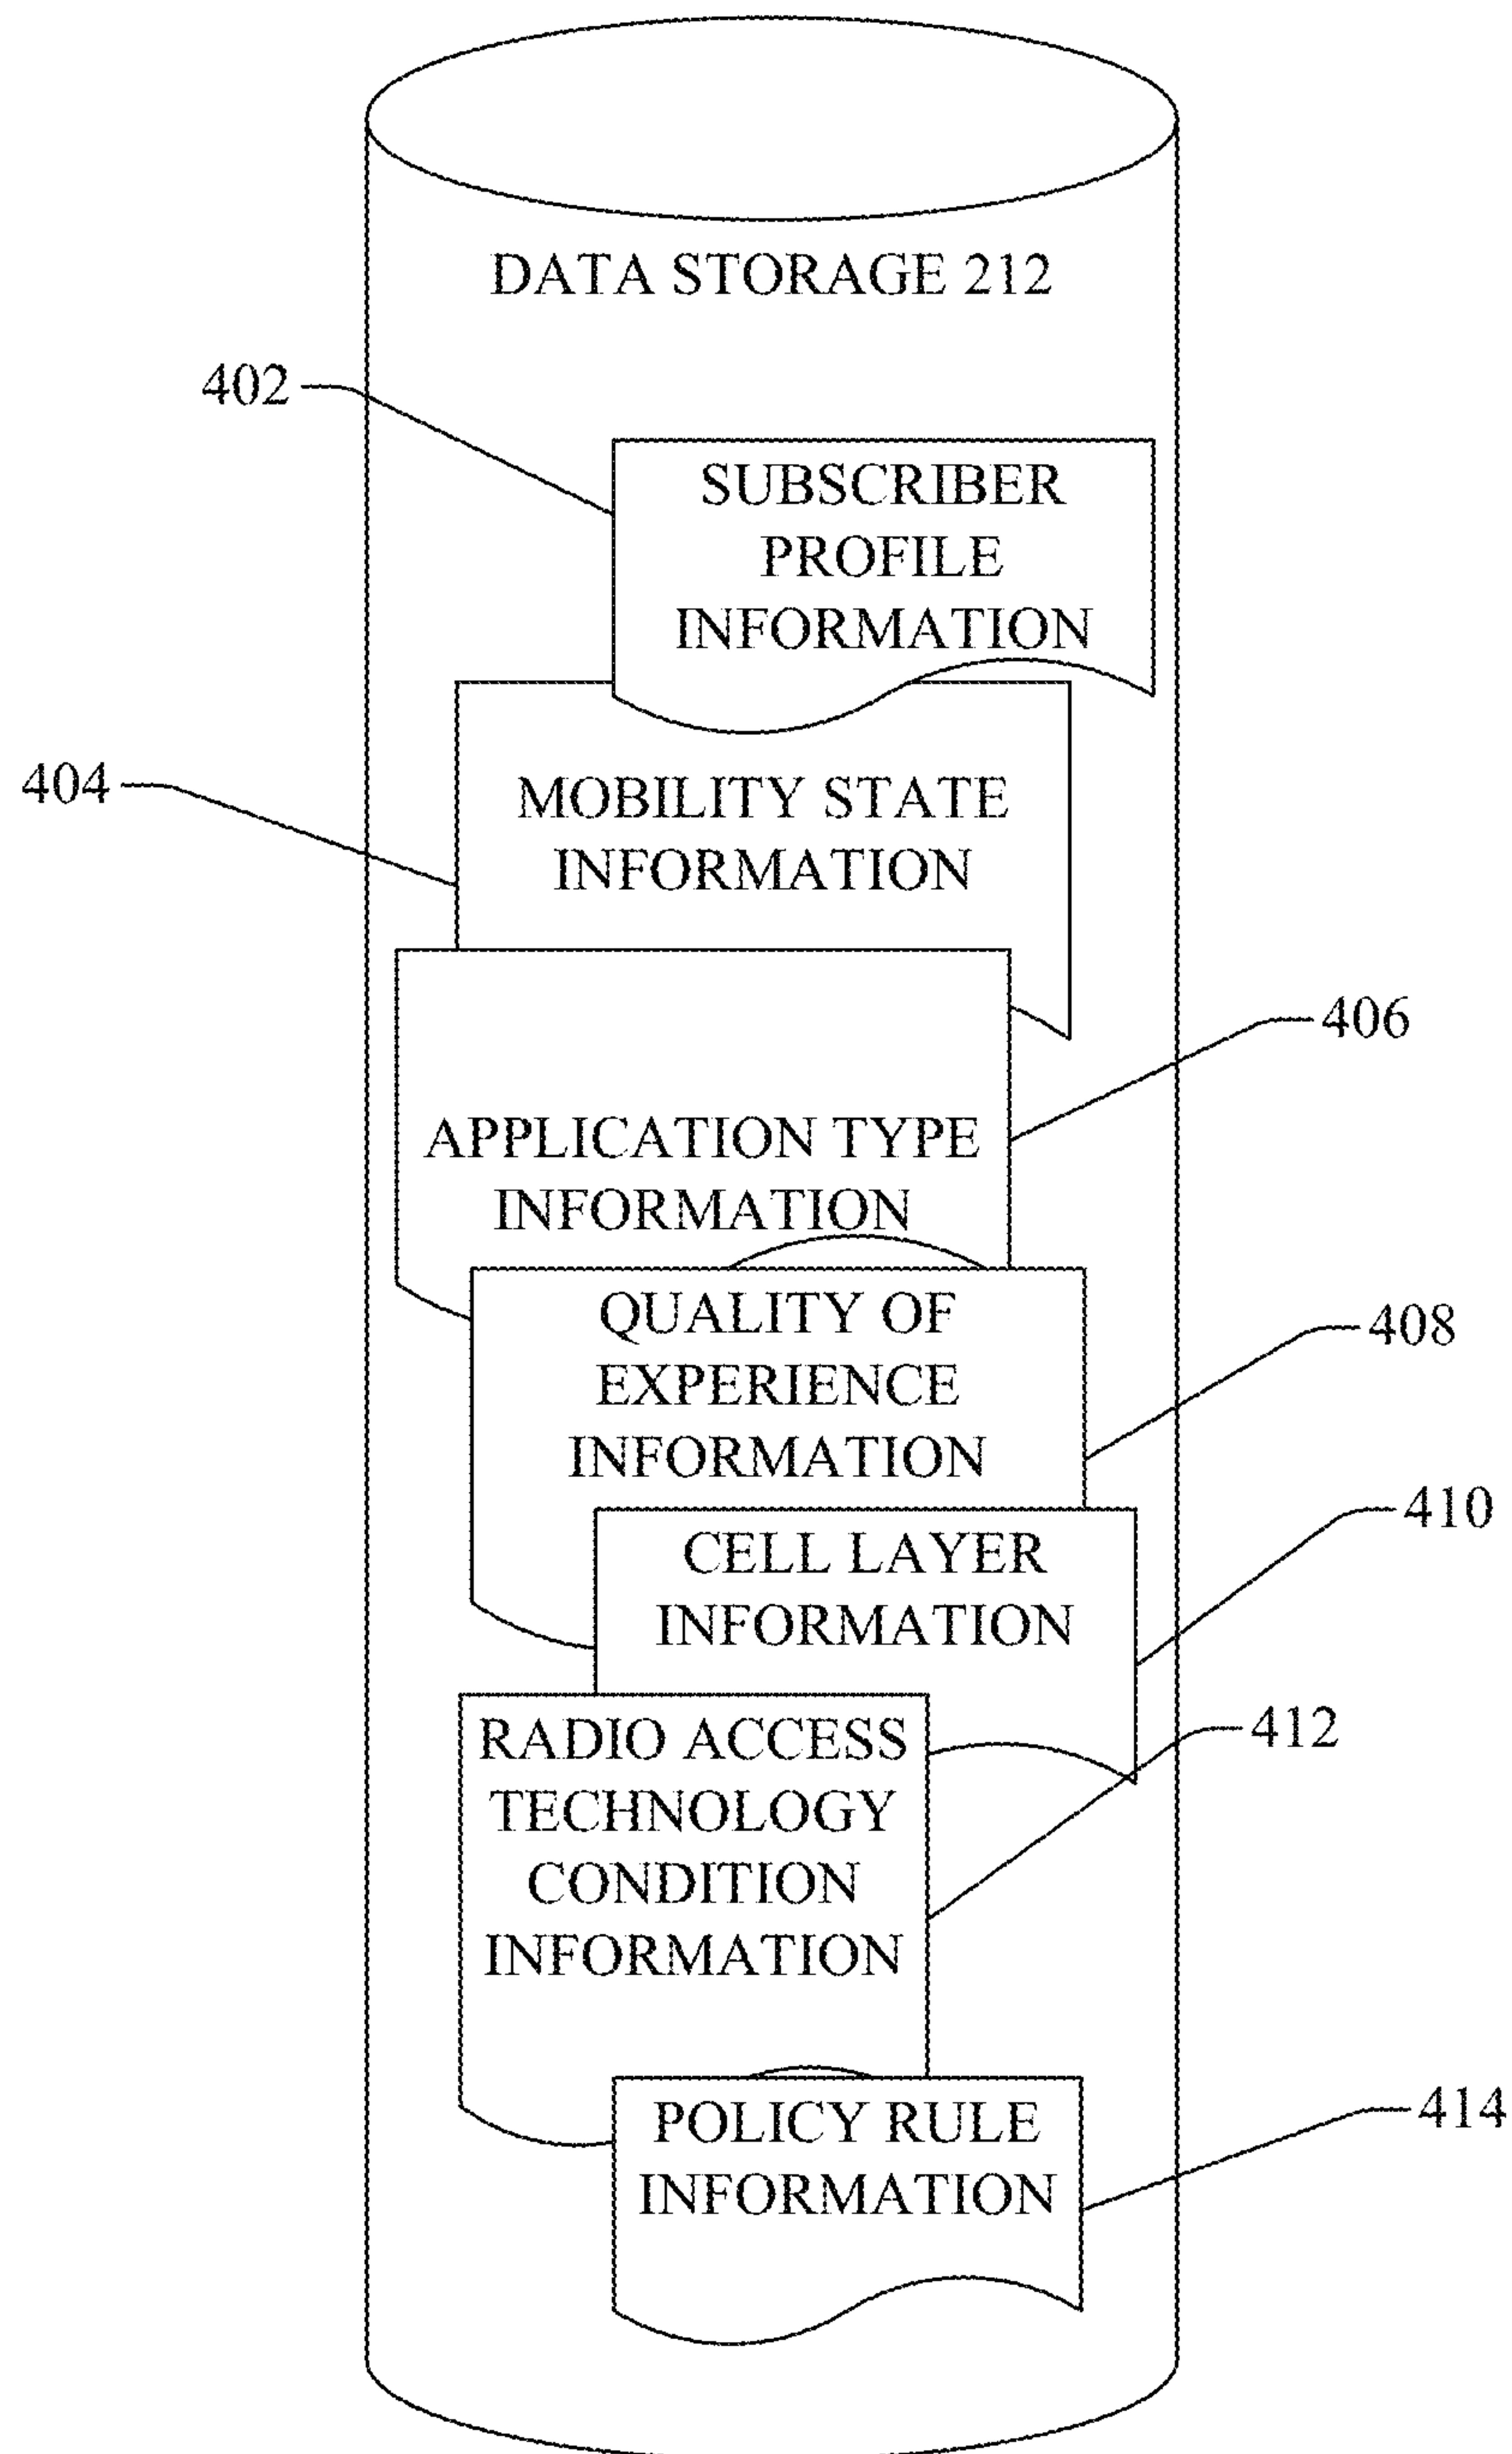 DATA STORAGE 212
402
SUBSCRIBER
PROFILE
INFORMATION
404
MOBILITY STATE
INFORMATION
406
APPLICATION TYPE
INFORMATION
408
QUALITY OF
EXPERIENCE
INFORMATION
410
CELL LAYER
INFORMATION
412
RADIO ACCESS
TECHNOLOGY
CONDITION
INFORMATION
414
POLICY RULE
INFORMATION